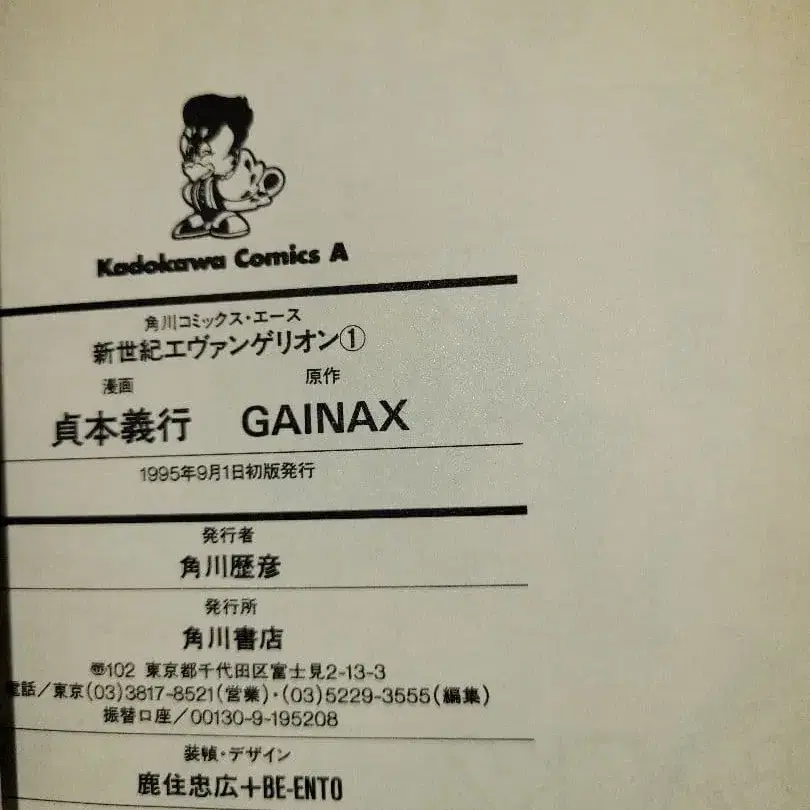 Kadokawa Comics A
角川コミックス・エース
新世紀エヴァンゲリオン①
漫画 原作
貞本義行 GAINAX
1995年9月1日初版発行
発行者
角川歴彦
発行所
角川書店
〠102 東京都千代田区富士見2-13-3
電話/東京(03)3817-8521(営業)・(03)5229-3555(編集)
振替口座/00130-9-195208
装幀・デザイン
鹿住忠広+BE-ENTO